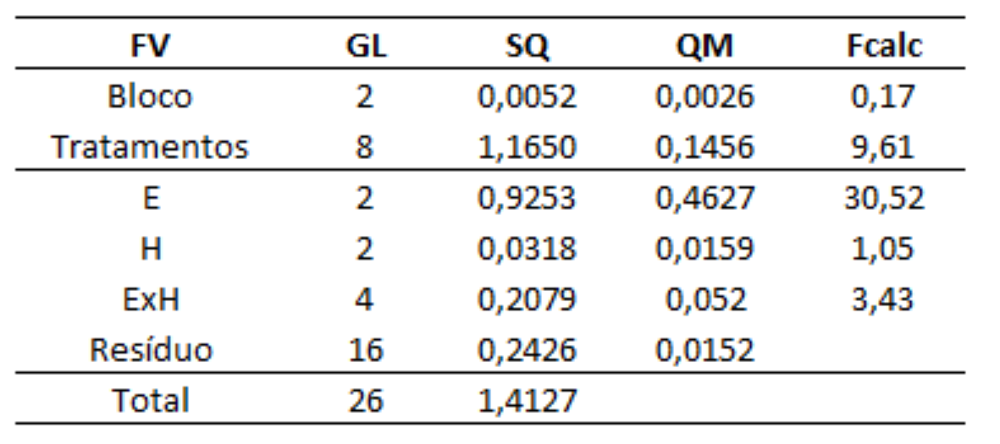 FV GL SQ QM Fcalc
Bloco 2 0,0052 0,0026 0,17
Tratamentos 8 1,1650 0,1456 9,61
E 2 0,9253 0,4627 30,52
H 2 0,0318 0,0159 1,05
ExH 4 0,2079 0,052 3,43
Resíduo 16 0,2426 0,0152
Total 26 1,4127